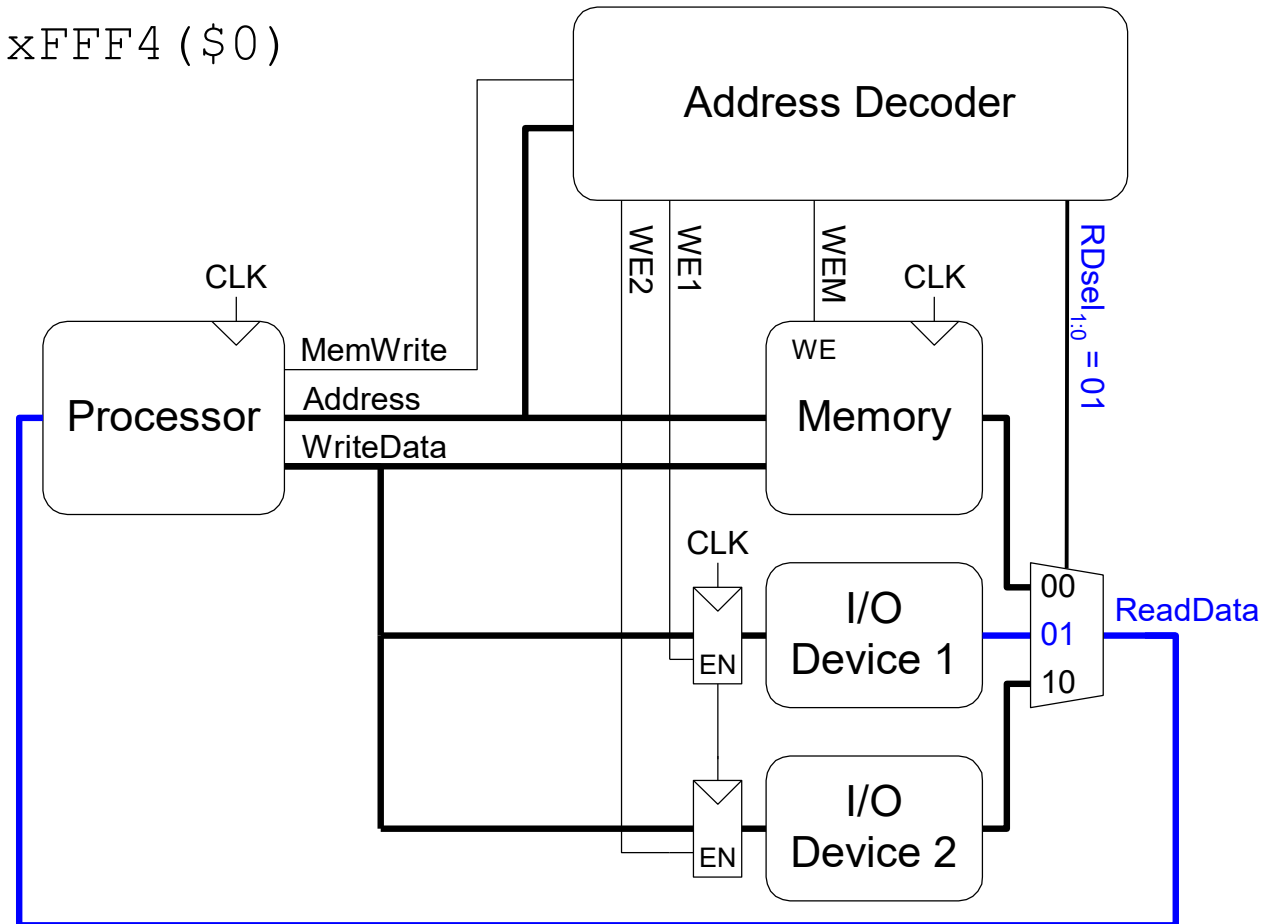 xFFF4($0)
Address Decoder
WE2
WE1
WEM
RDsel1:0 = 01
CLK
CLK
Processor
MemWrite
Address
WriteData
WE
Memory
CLK
EN
I/O
Device 1
00
01
10
ReadData
EN
I/O
Device 2